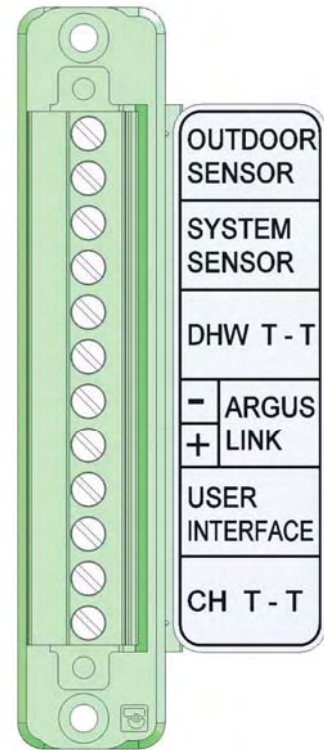 OUTDOOR
SENSOR
SYSTEM
SENSOR
DHW T - T
- ARGUS
+ LINK
USER
INTERFACE
CH T - T